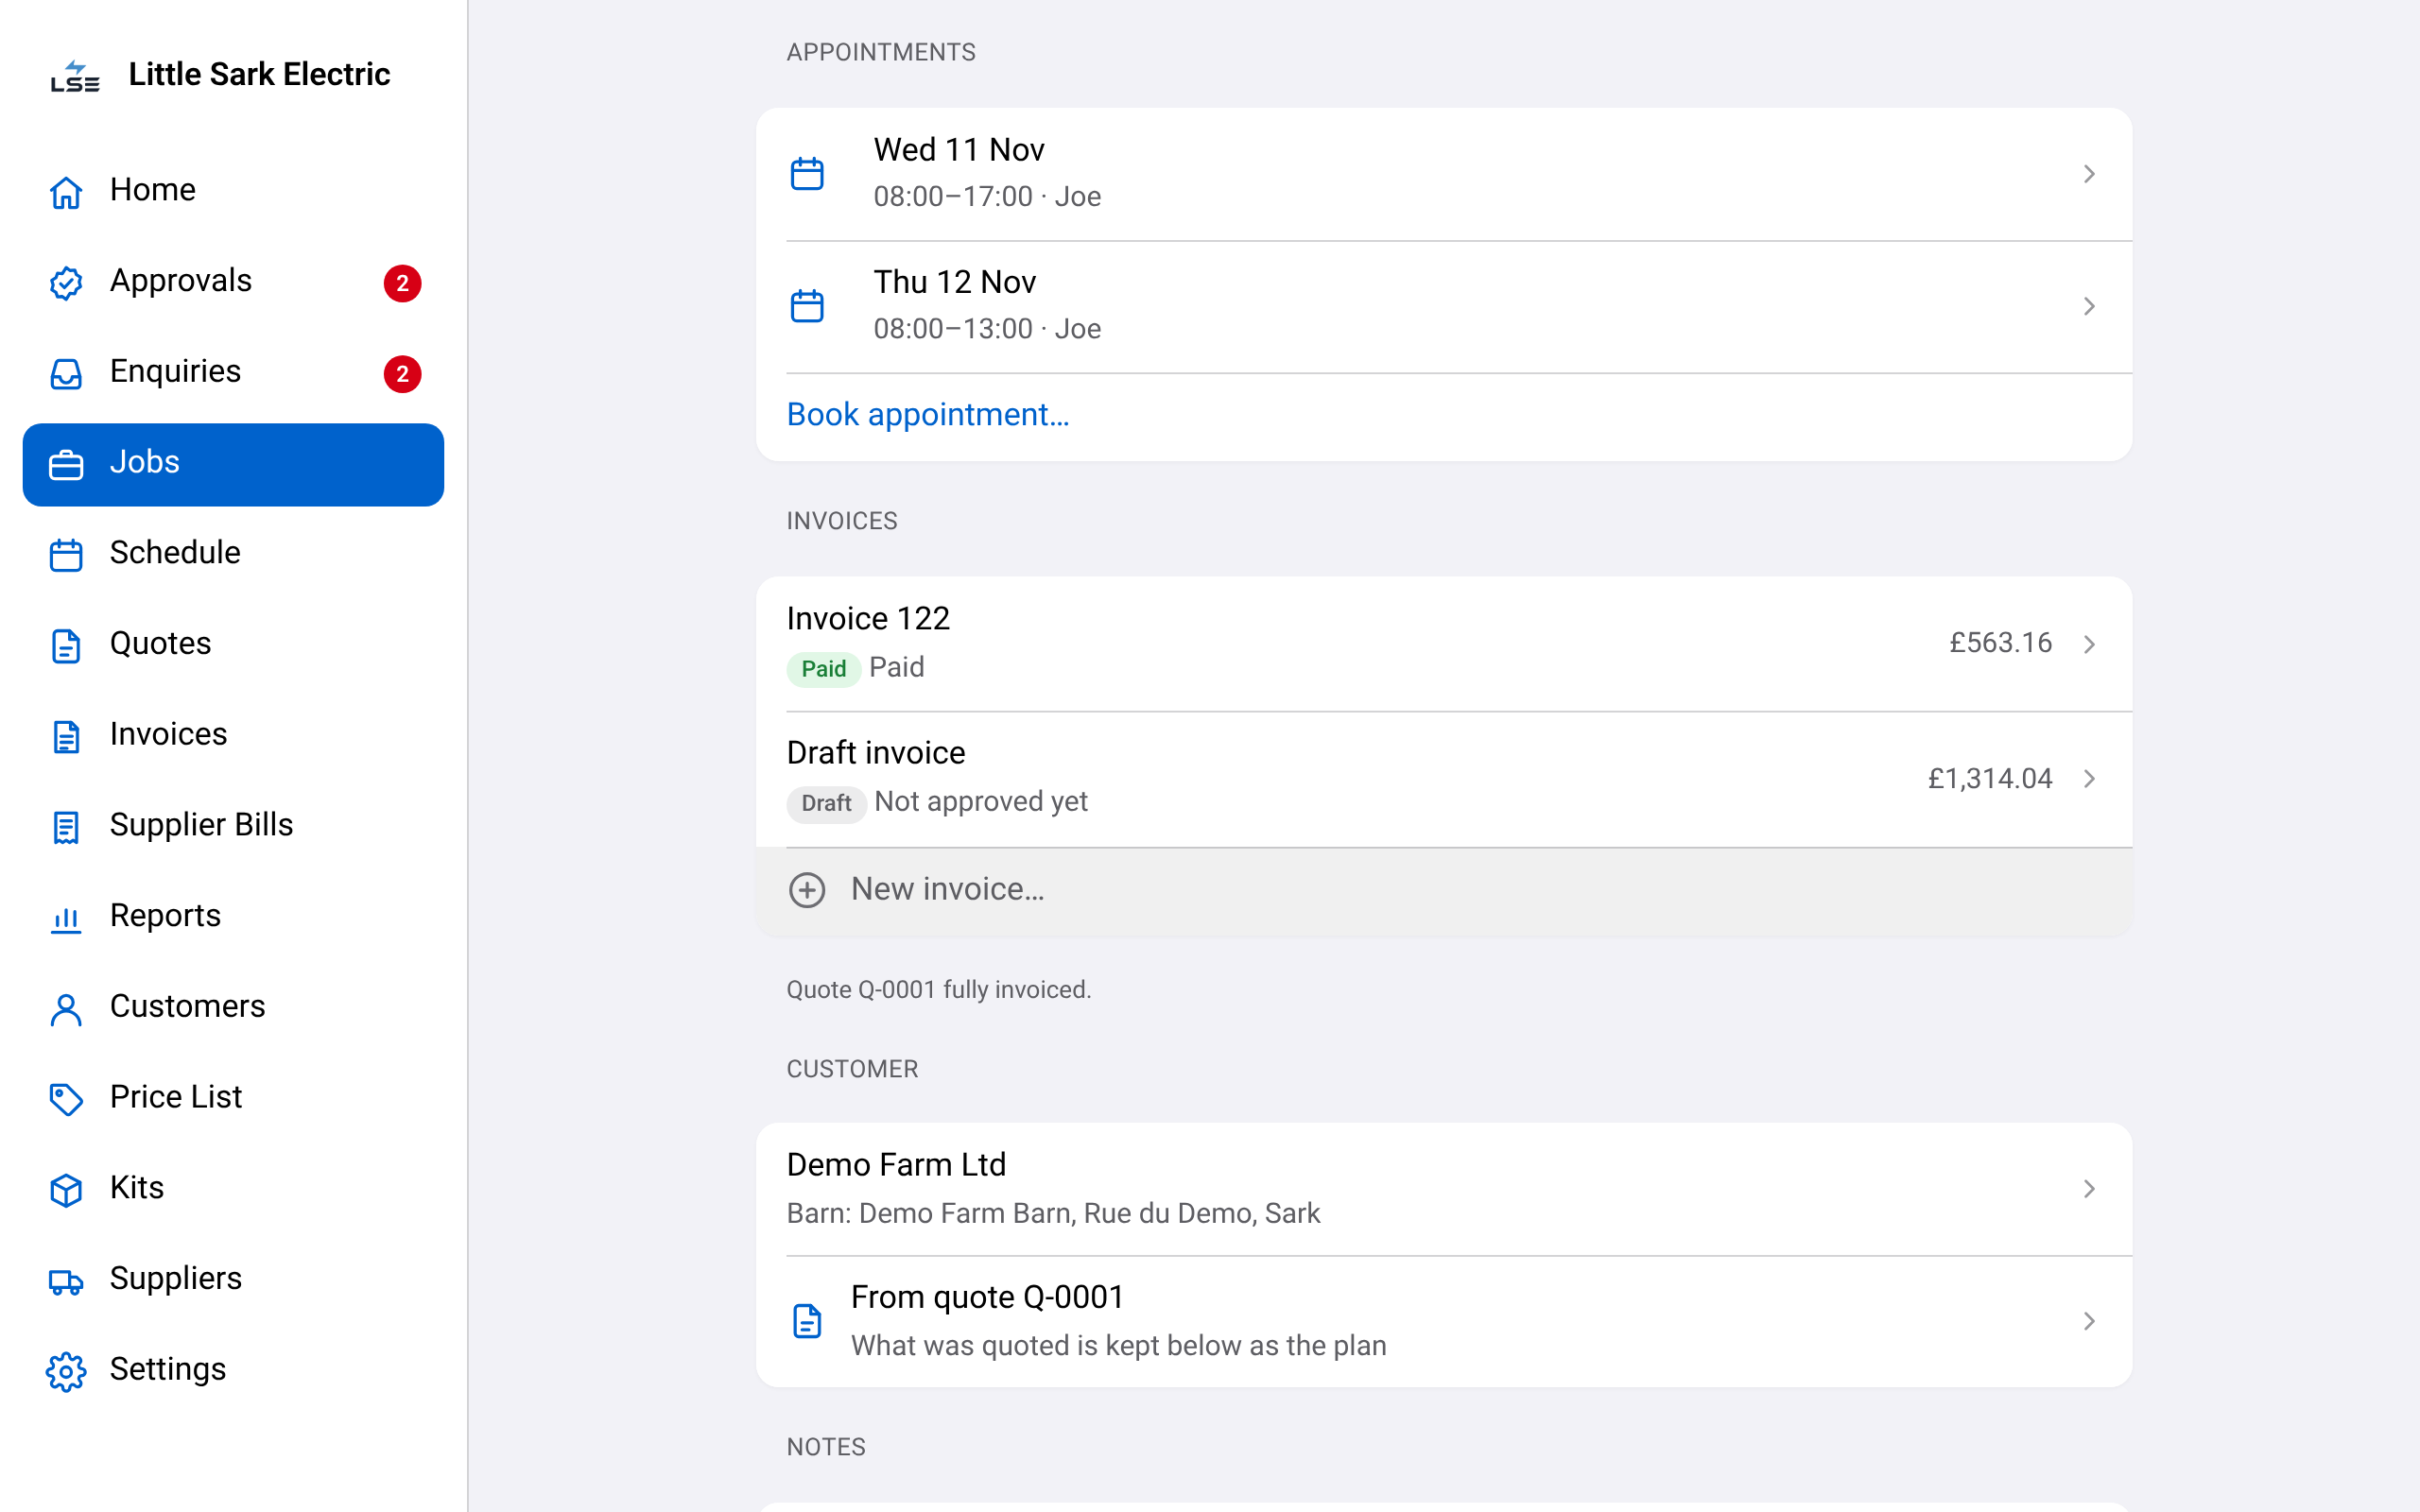 LSE Little Sark Electric
Home
Approvals 2
Enquiries 2
Jobs
Schedule
Quotes
Invoices
Supplier Bills
Reports
Customers
Price List
Kits
Suppliers
Settings
APPOINTMENTS
Wed 11 Nov
08:00–17:00 · Joe
Thu 12 Nov
08:00–13:00 · Joe
Book appointment…
INVOICES
Invoice 122
Paid Paid
£563.16
Draft invoice
Draft Not approved yet
£1,314.04
New invoice…
Quote Q-0001 fully invoiced.
CUSTOMER
Demo Farm Ltd
Barn: Demo Farm Barn, Rue du Demo, Sark
From quote Q-0001
What was quoted is kept below as the plan
NOTES